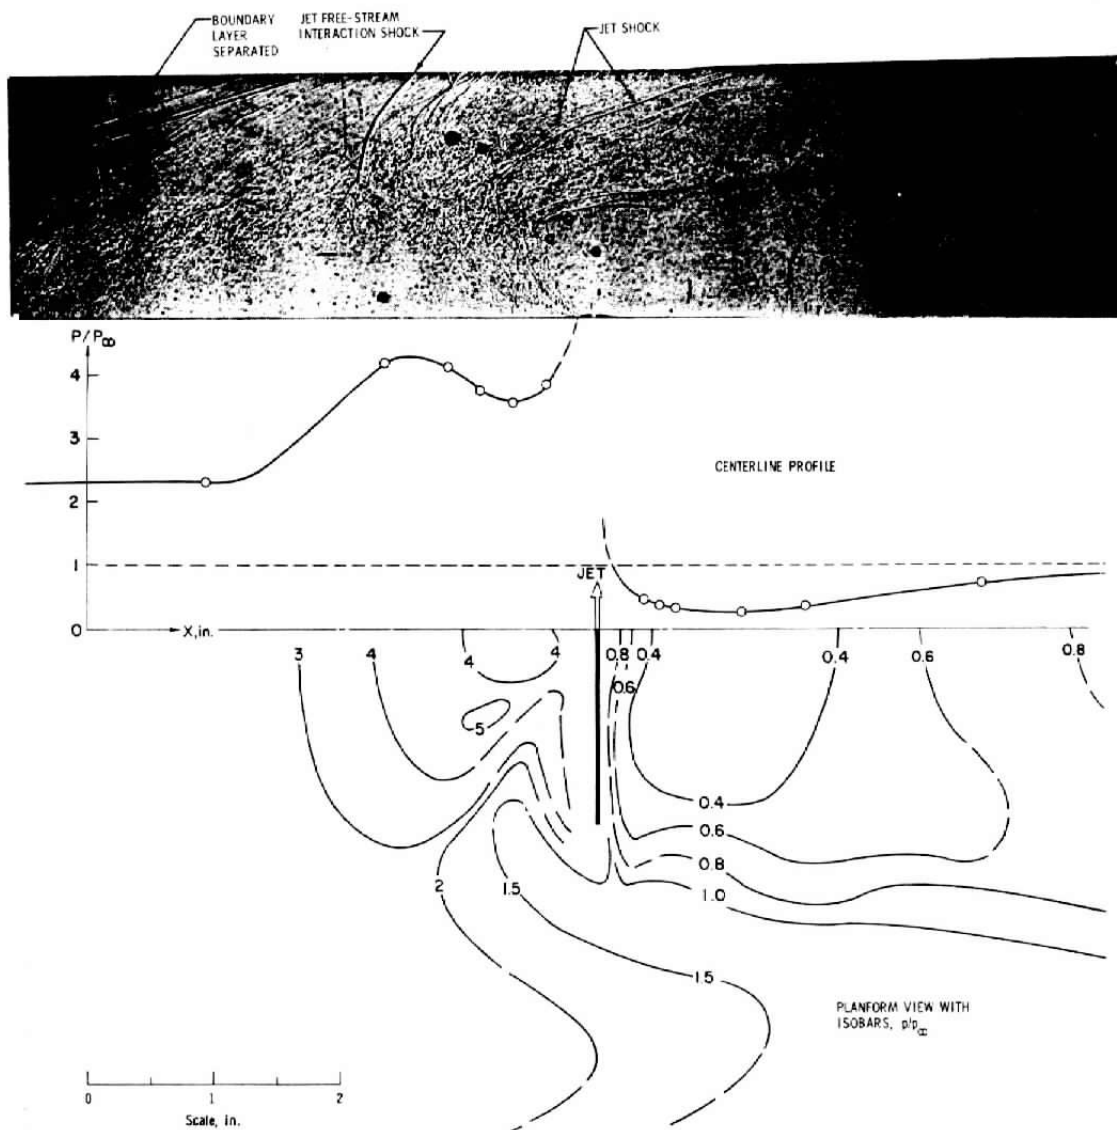 BOUNDARY
LAYER
SEPARATED
JET FREE-STREAM
INTERACTION SHOCK
JET SHOCK
P/P∞
4
3
2
1
0
X, in.
CENTERLINE PROFILE
JET
3
4
4
4
5
0.8
0.6
0.4
0.4
0.6
0.8
0.4
0.6
0.8
1.0
2
1.5
1.5
PLANFORM VIEW WITH
ISOBARS, p/p∞
0
1
2
Scale, in.